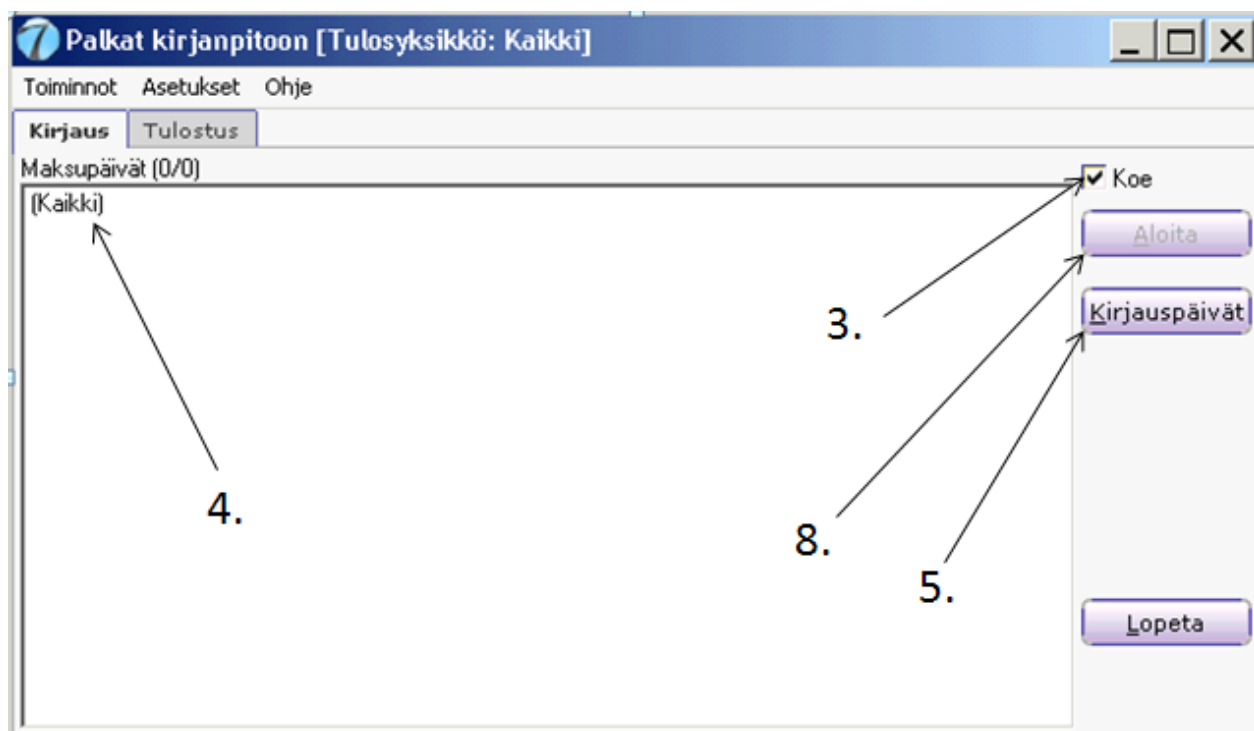 Palkat kirjanpitoon [Tulosyksikkö: Kaikki]
Toiminnot Asetukset Ohje
Kirjaus Tulostus
Maksupäivät (0/0)
(Kaikki)
Koe
Aloita
Kirjauspäivät
3.
4.
8.
5.
Lopeta